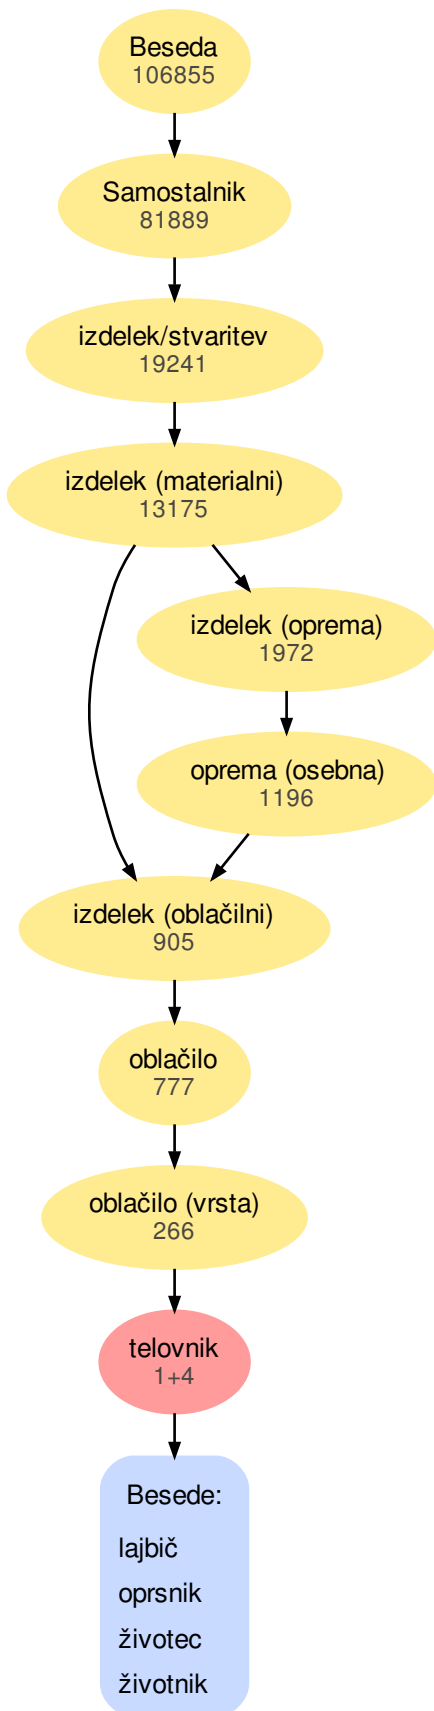 Beseda
106855
Samostalnik
81889
izdelek/stvaritev
19241
izdelek (materialni)
13175
izdelek (oprema)
1972
oprema (osebna)
1196
izdelek (oblačilni)
905
oblačilo
777
oblačilo (vrsta)
266
telovnik
1+4
Besede:
lajbič
oprsnik
životec
životnik